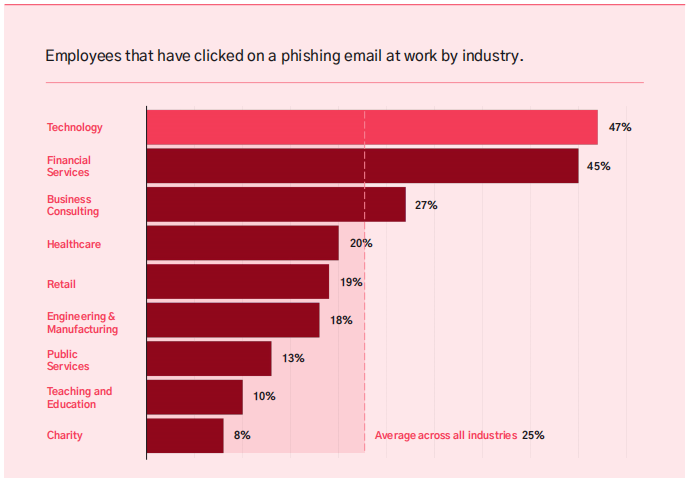 Employees that have clicked on a phishing email at work by industry.
Technology
47%
Financial
Services
45%
Business
Consulting
27%
Healthcare
20%
Retail
19%
Engineering &
Manufacturing
18%
Public
Services
13%
Teaching and
Education
10%
Charity
8%
Average across all industries 25%